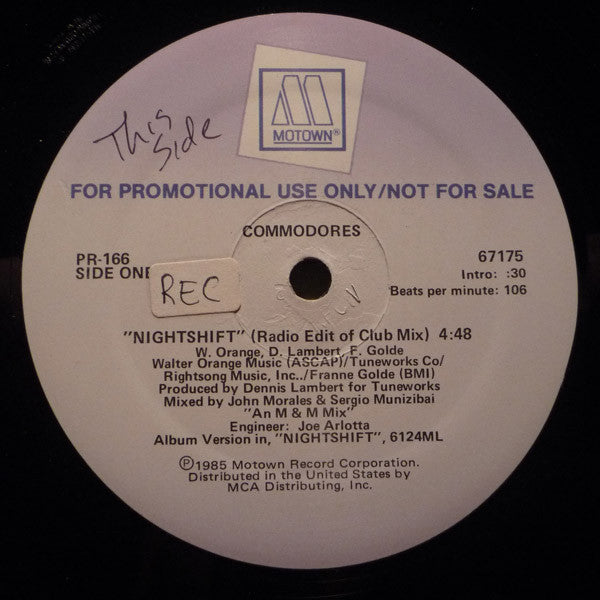 This
Side
MOTOWN®
FOR PROMOTIONAL USE ONLY/NOT FOR SALE
COMMODORES
PR-166
SIDE ONE
REC
67175
Intro: :30
Beats per minute: 106
"NIGHTSHIFT" (Radio Edit of Club Mix) 4:48
W. Orange, D. Lambert, F. Golde
Walter Orange Music (ASCAP)/Tuneworks Co/
Rightsong Music, Inc../Franne Golde (BMI)
Produced by Dennis Lambert for Tuneworks
Mixed by John Morales & Sergio Munizibai
"An M & M Mix"
Engineer: Joe Arlotta
Album Version in, "NIGHTSHIFT", 6124ML
Ⓟ1985 Motown Record Corporation.
Distributed in the United States by
MCA Distributing, Inc.